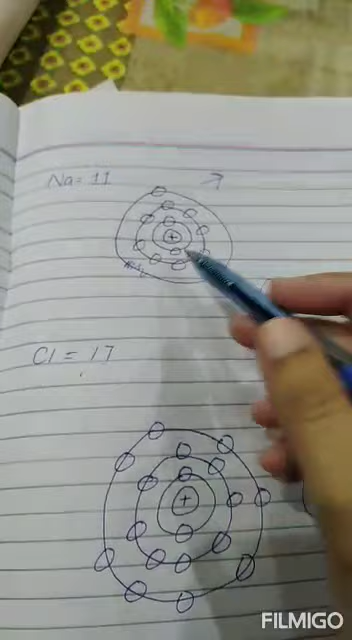 Na = 11
+
Cl = 17
+
FILMIGO